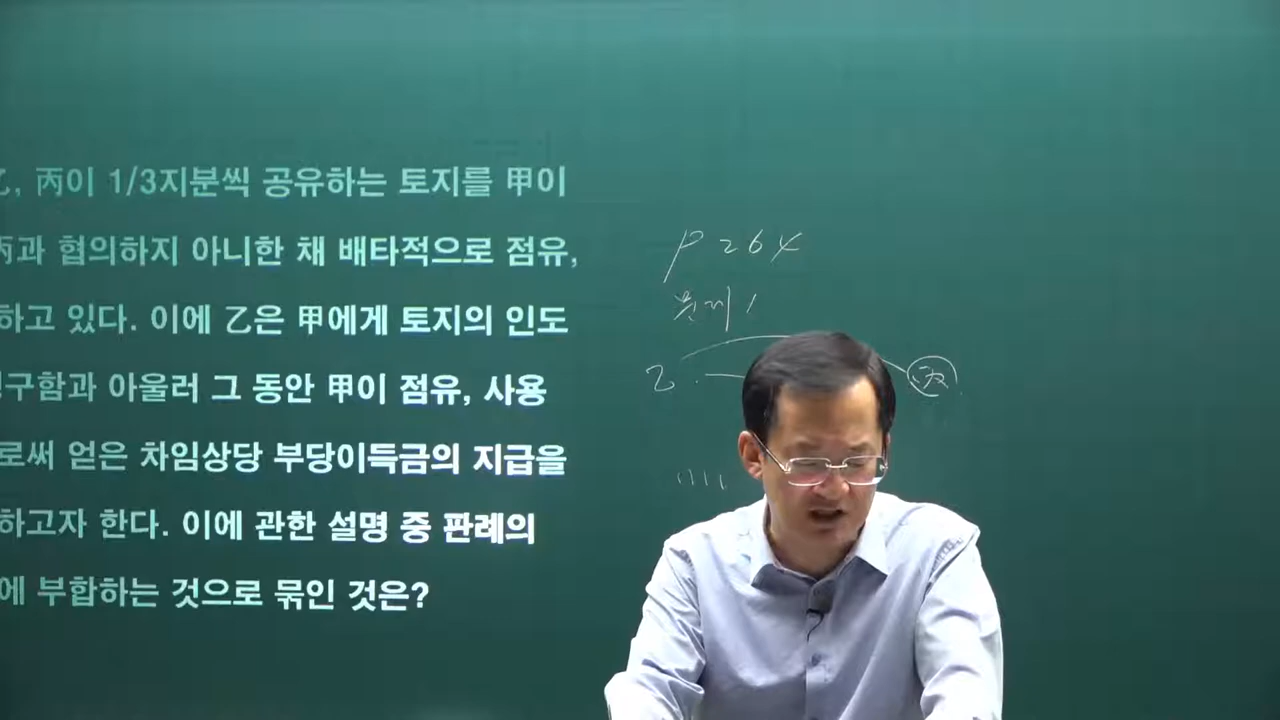 乙, 丙이 1/3지분씩 공유하는 토지를 甲이
丙과 협의하지 아니한 채 배타적으로 점유,
하고 있다. 이에 乙은 甲에게 토지의 인도
구함과 아울러 그 동안 甲이 점유, 사용
로써 얻은 차임상당 부당이득금의 지급을
하고자 한다. 이에 관한 설명 중 판례의
에 부합하는 것으로 묶인 것은?
P 264
문제 1
乙